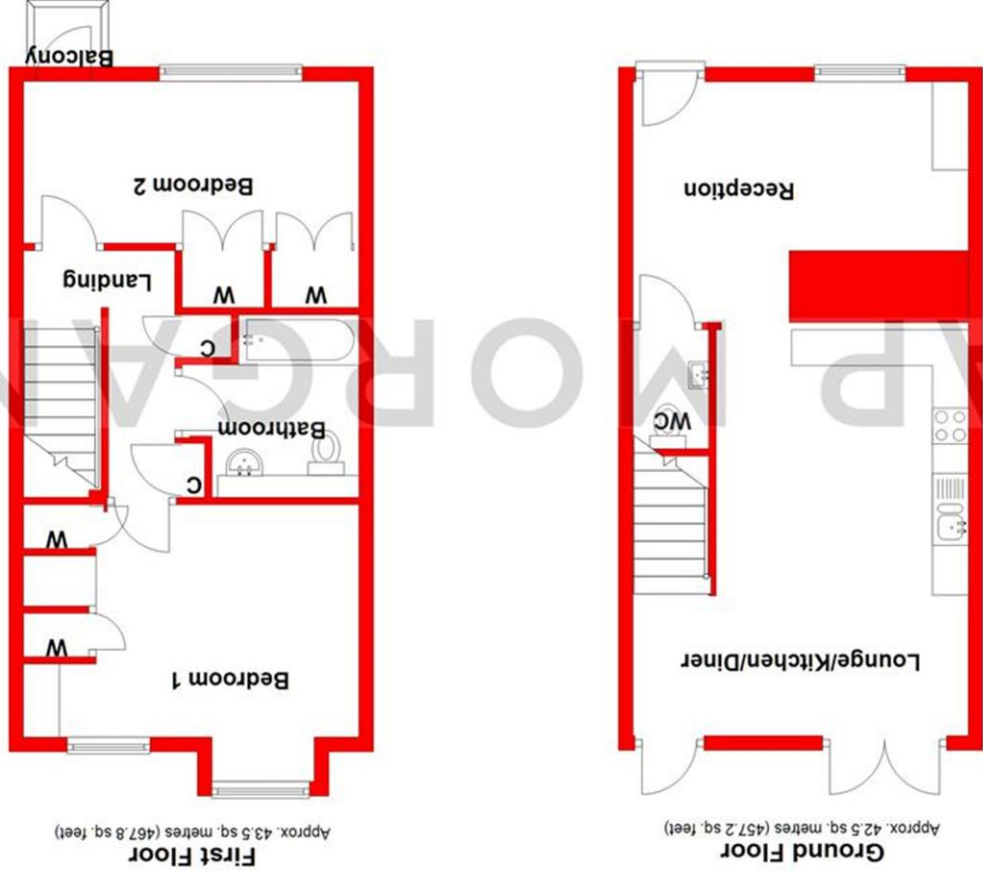 Ground Floor
Approx. 42.5 sq. metres (457.2 sq. feet)
Lounge/Kitchen/Diner
WC
Reception
First Floor
Approx. 43.5 sq. metres (467.8 sq. feet)
Bedroom 1
W
W
C
Bathroom
C
W
W
Landing
Bedroom 2
Balcony
AP MORGAN